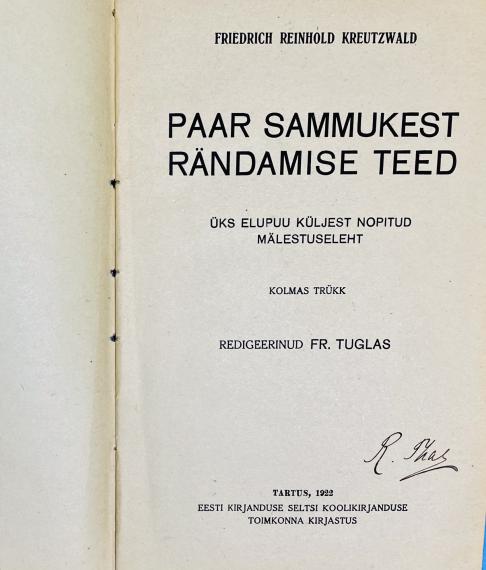 FRIEDRICH REINHOLD KREUTZWALD
PAAR SAMMUKEST
RÄNDAMISE TEED
ÜKS ELUPUU KÜLJEST NOPITUD
MÄLESTUSELEHT
KOLMAS TRÜKK
REDIGEERINUD FR. TUGLAS
R.
TARTUS, 1922
EESTI KIRJANDUSE SELTSI KOOLIKIRJANDUSE
TOIMKONNA KIRJASTUS